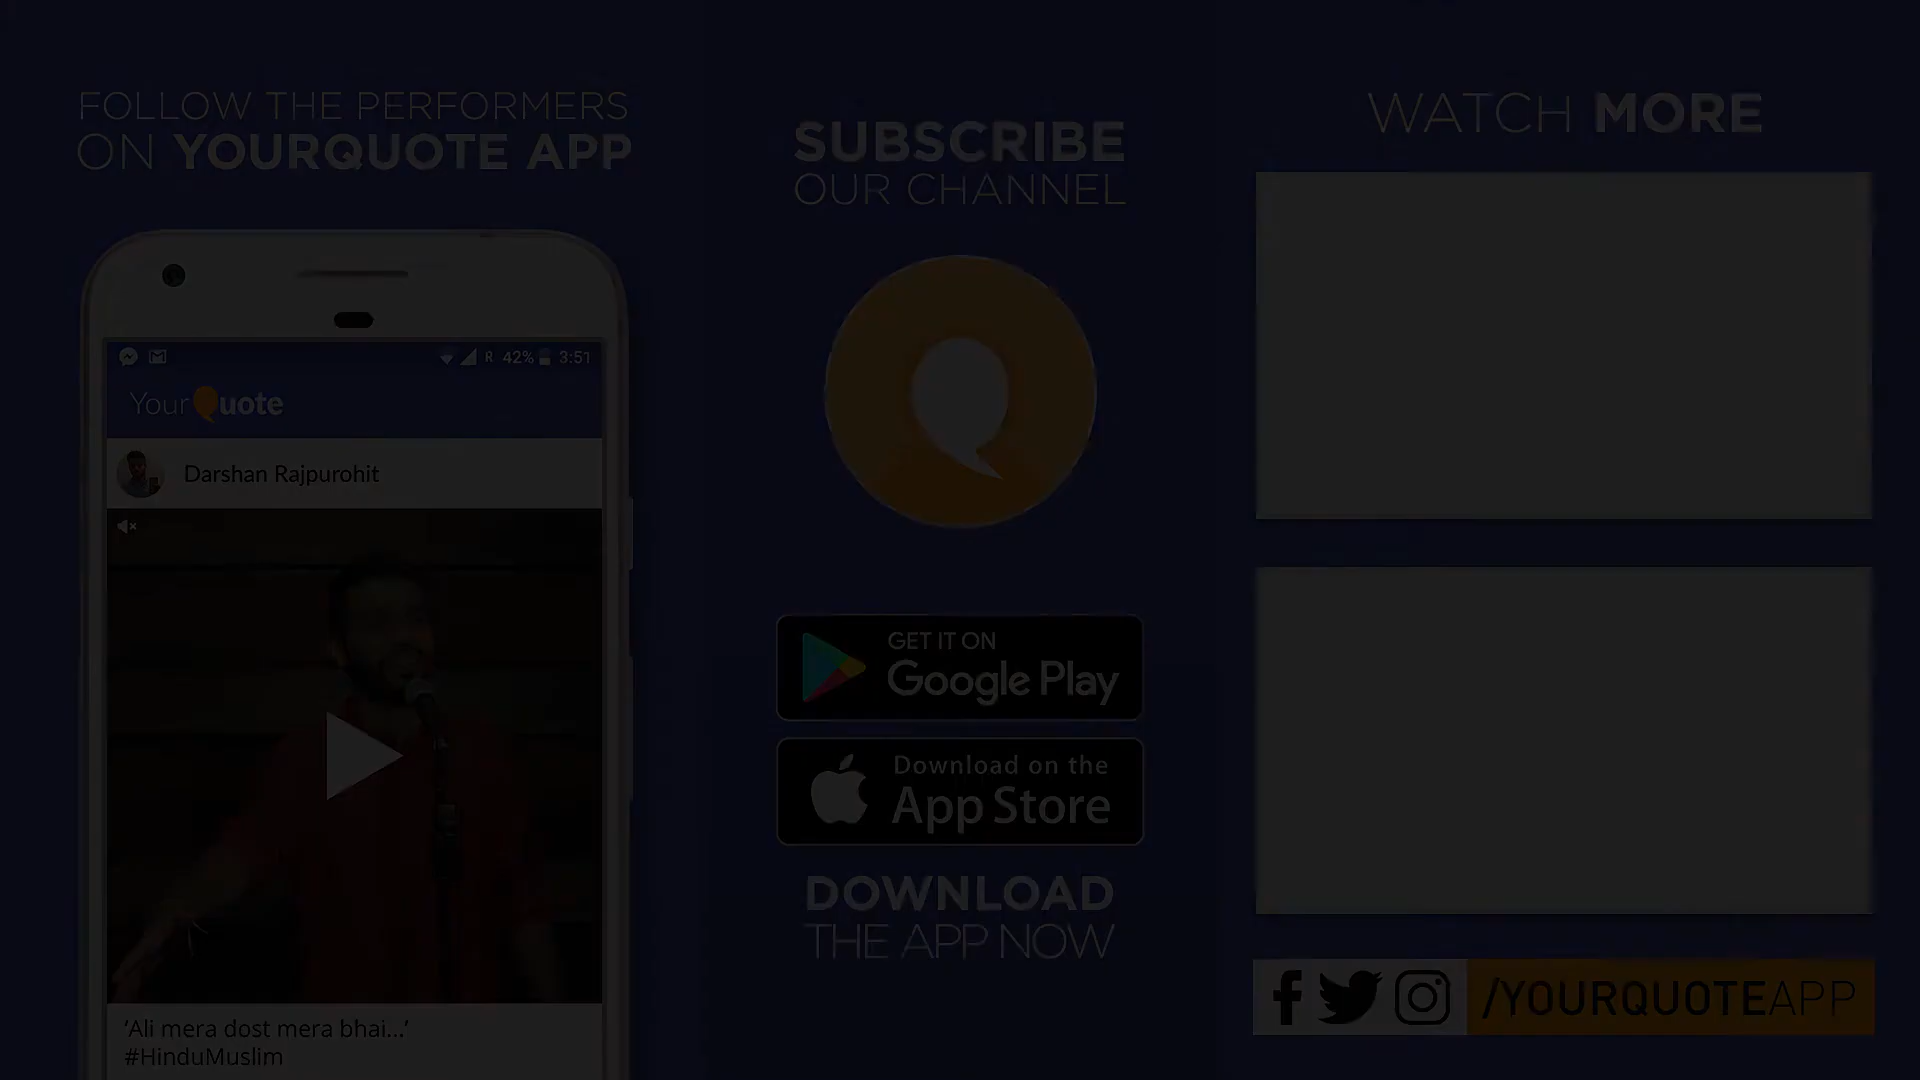 FOLLOW THE PERFORMERS
ON YOURQUOTE APP
R 42% 3:51
YourQuote
Darshan Rajpurohit
'Ali mera dost mera bhai...'
#HinduMuslim
SUBSCRIBE
OUR CHANNEL
GET IT ON
Google Play
Download on the
App Store
DOWNLOAD
THE APP NOW
WATCH MORE
/YOURQUOTEAPP